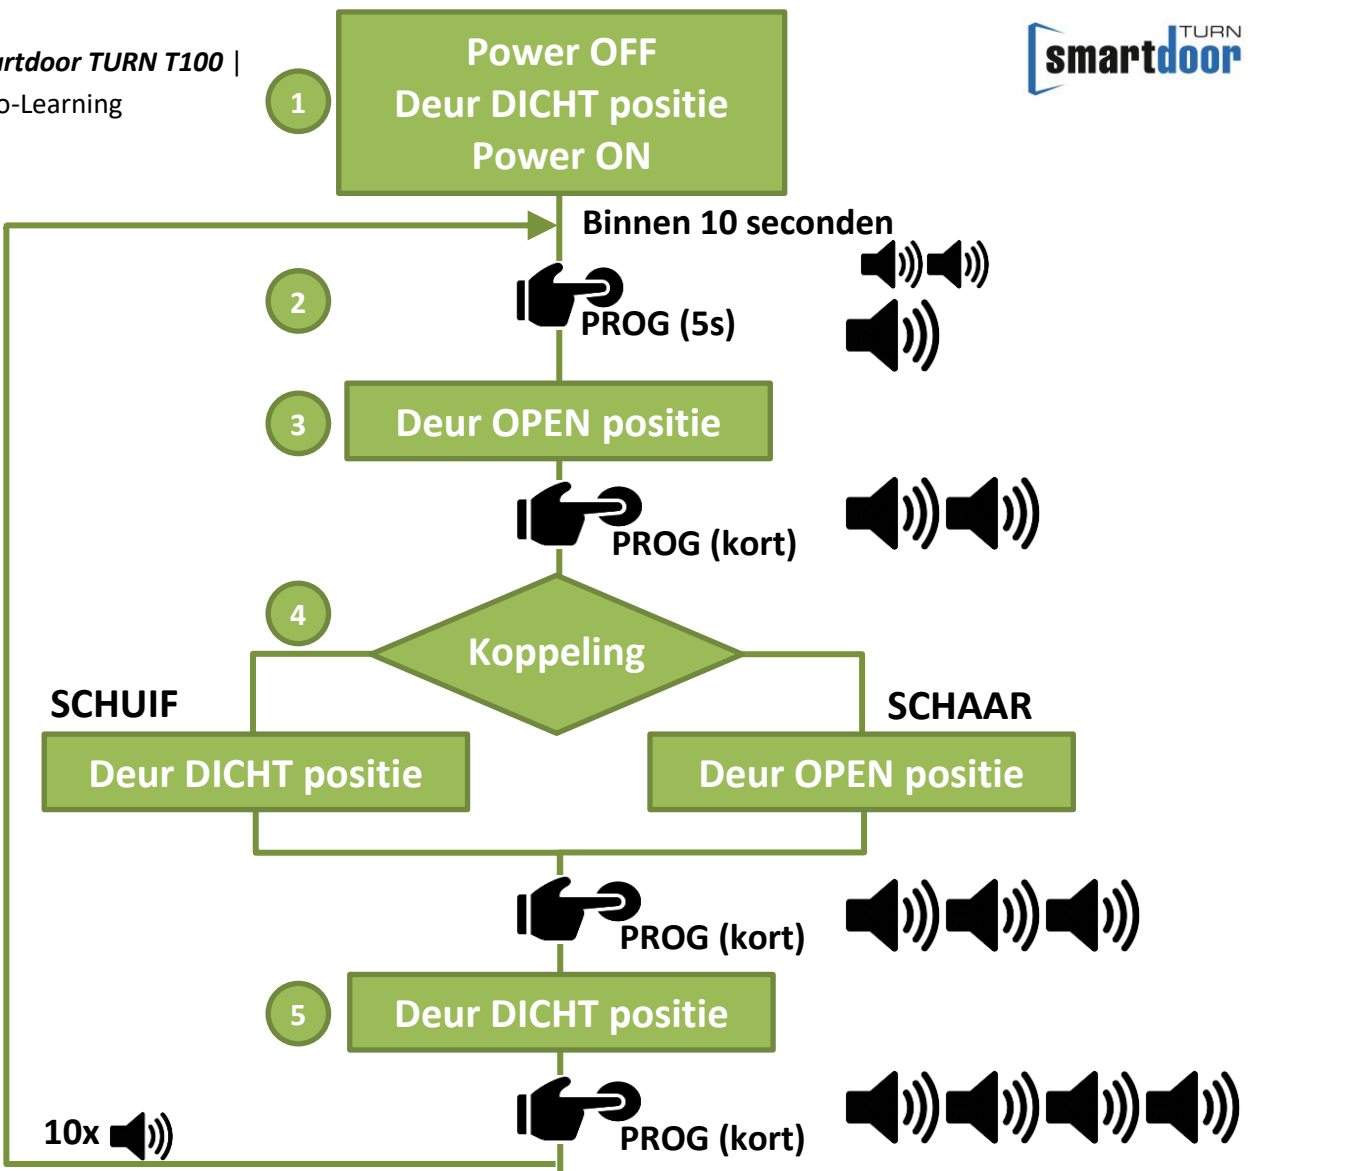 artdoor TURN T100 |
o-Learning
TURN
smartdoor
1
Power OFF
Deur DICHT positie
Power ON
Binnen 10 seconden
2
PROG (5s)
3
Deur OPEN positie
PROG (kort)
4
Koppeling
SCHUIF
SCHAAR
Deur DICHT positie
Deur OPEN positie
PROG (kort)
5
Deur DICHT positie
10x
PROG (kort)